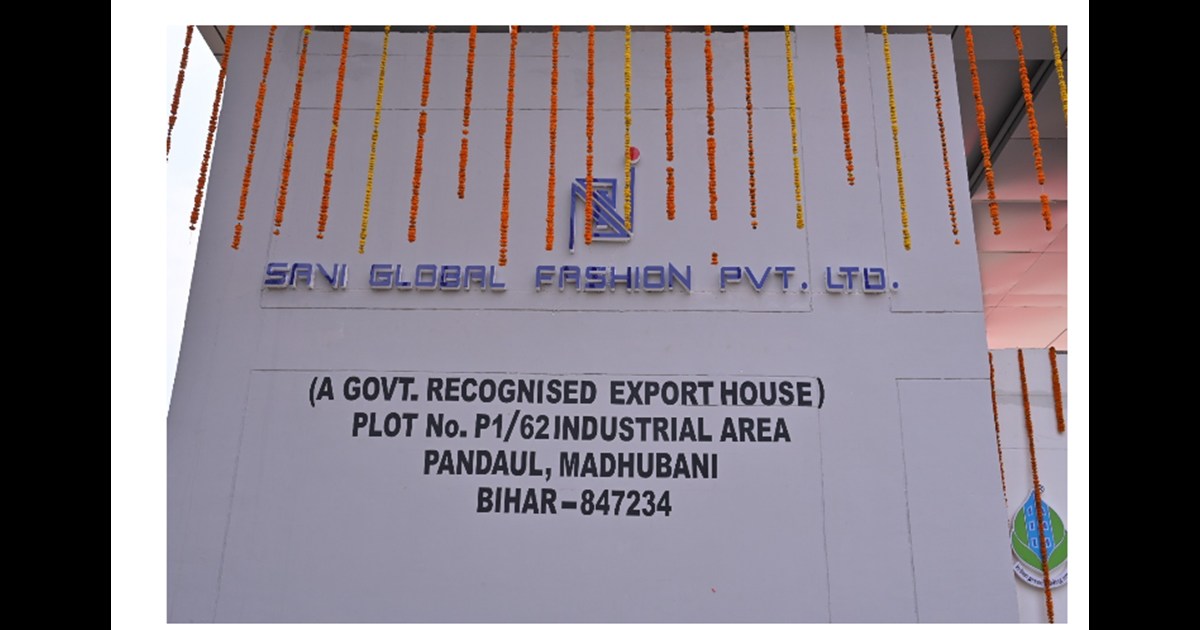 SAVI GLOBAL FASHION PVT. LTD.
(A GOVT. RECOGNISED EXPORT HOUSE)
PLOT No. P1/62 INDUSTRIAL AREA
PANDAUL, MADHUBANI
BIHAR-847234